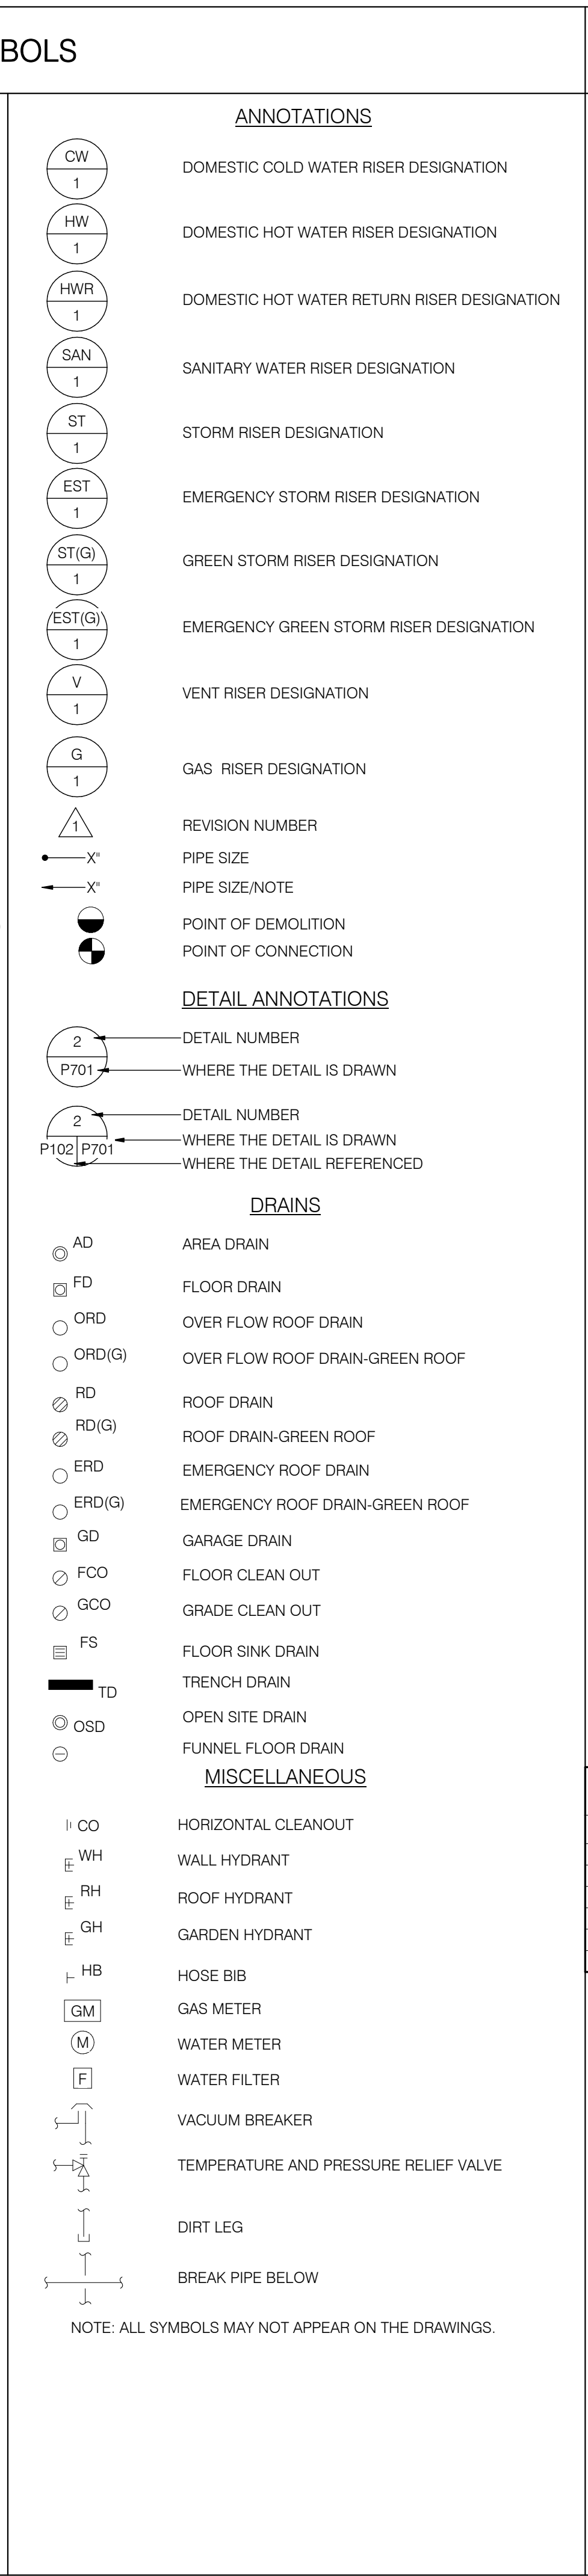 BOLS
ANNOTATIONS
CW
1
DOMESTIC COLD WATER RISER DESIGNATION
HW
1
DOMESTIC HOT WATER RISER DESIGNATION
HWR
1
DOMESTIC HOT WATER RETURN RISER DESIGNATION
SAN
1
SANITARY WATER RISER DESIGNATION
ST
1
STORM RISER DESIGNATION
EST
1
EMERGENCY STORM RISER DESIGNATION
ST(G)
1
GREEN STORM RISER DESIGNATION
EST(G)
1
EMERGENCY GREEN STORM RISER DESIGNATION
V
1
VENT RISER DESIGNATION
G
1
GAS RISER DESIGNATION
1 REVISION NUMBER
X" PIPE SIZE
X" PIPE SIZE/NOTE
POINT OF DEMOLITION
POINT OF CONNECTION
DETAIL ANNOTATIONS
2 DETAIL NUMBER
P701 WHERE THE DETAIL IS DRAWN
2 DETAIL NUMBER
P102 P701 WHERE THE DETAIL IS DRAWN
WHERE THE DETAIL REFERENCED
DRAINS
AD AREA DRAIN
FD FLOOR DRAIN
ORD OVER FLOW ROOF DRAIN
ORD(G) OVER FLOW ROOF DRAIN-GREEN ROOF
RD ROOF DRAIN
RD(G) ROOF DRAIN-GREEN ROOF
ERD EMERGENCY ROOF DRAIN
ERD(G) EMERGENCY ROOF DRAIN-GREEN ROOF
GD GARAGE DRAIN
FCO FLOOR CLEAN OUT
GCO GRADE CLEAN OUT
FS FLOOR SINK DRAIN
TD TRENCH DRAIN
OSD OPEN SITE DRAIN
FUNNEL FLOOR DRAIN
MISCELLANEOUS
CO HORIZONTAL CLEANOUT
WH WALL HYDRANT
RH ROOF HYDRANT
GH GARDEN HYDRANT
HB HOSE BIB
GM GAS METER
M WATER METER
F WATER FILTER
VACUUM BREAKER
TEMPERATURE AND PRESSURE RELIEF VALVE
DIRT LEG
BREAK PIPE BELOW
NOTE: ALL SYMBOLS MAY NOT APPEAR ON THE DRAWINGS.